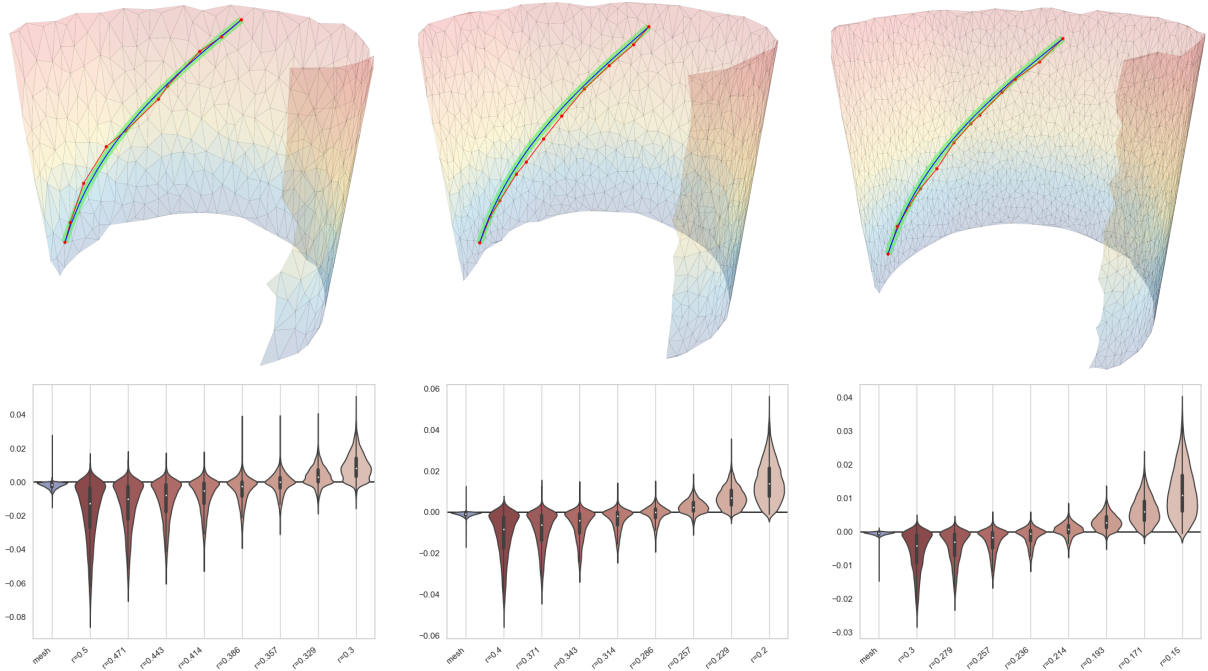 0.04
0.02
0.00
−0.02
−0.04
−0.06
−0.08
mesh
r=0.5
r=0.471
r=0.443
r=0.414
r=0.386
r=0.357
r=0.329
r=0.3
0.06
0.04
0.02
0.00
−0.02
−0.04
−0.06
mesh
r=0.4
r=0.371
r=0.343
r=0.314
r=0.286
r=0.257
r=0.229
r=0.2
0.04
0.03
0.02
0.01
0.00
−0.01
−0.02
−0.03
mesh
r=0.3
r=0.279
r=0.257
r=0.236
r=0.214
r=0.193
r=0.171
r=0.15